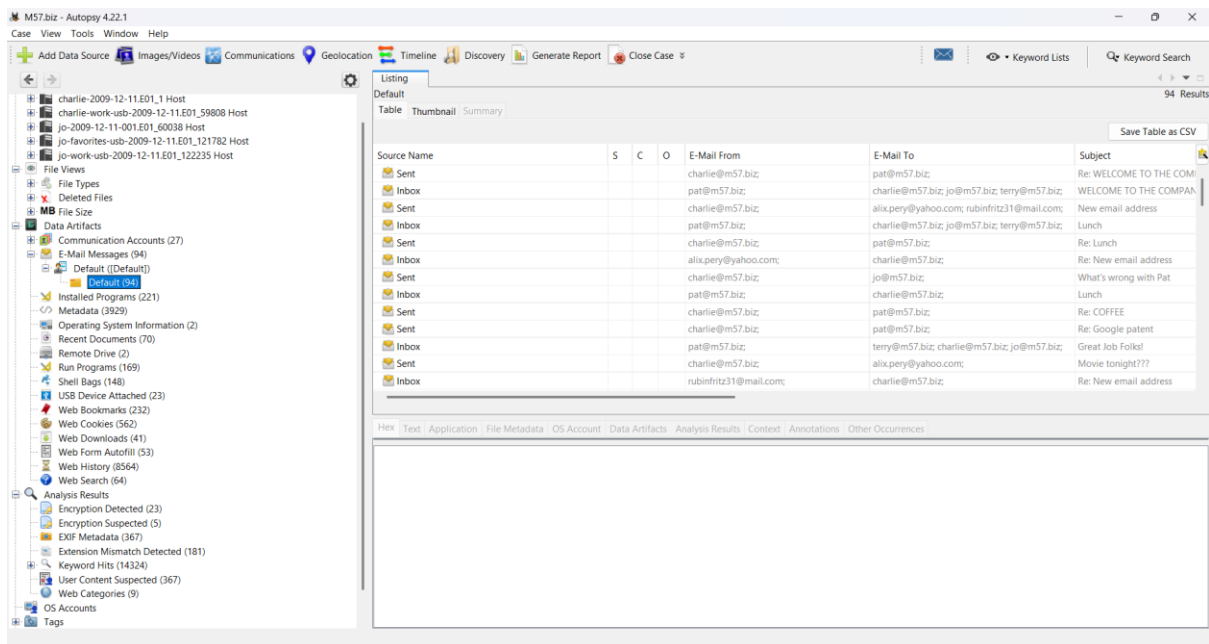 M57.biz - Autopsy 4.22.1
Case View Tools Window Help
Add Data Source Images/Videos Communications Geolocation Timeline Discovery Generate Report Close Case Keyword Lists Keyword Search
charlie-2009-12-11.E01_1 Host
charlie-work-usb-2009-12-11.E01_59808 Host
jo-2009-12-11-001.E01_60038 Host
jo-favorites-usb-2009-12-11.E01_121782 Host
jo-work-usb-2009-12-11.E01_122235 Host
File Views
File Types
Deleted Files
MB File Size
Data Artifacts
Communication Accounts (27)
E-Mail Messages (94)
Default ([Default])
Default (94)
Installed Programs (221)
Metadata (3929)
Operating System Information (2)
Recent Documents (70)
Remote Drive (2)
Run Programs (169)
Shell Bags (148)
USB Device Attached (23)
Web Bookmarks (232)
Web Cookies (562)
Web Downloads (41)
Web Form Autofill (53)
Web History (8564)
Web Search (64)
Analysis Results
Encryption Detected (23)
Encryption Suspected (5)
EXIF Metadata (367)
Extension Mismatch Detected (181)
Keyword Hits (14324)
User Content Suspected (367)
Web Categories (9)
OS Accounts
Tags
Listing
Default 94 Results
Table Thumbnail Summary
Save Table as CSV
Source Name S C O E-Mail From E-Mail To Subject
Sent charlie@m57.biz; pat@m57.biz; Re: WELCOME TO THE COM
Inbox pat@m57.biz; charlie@m57.biz; jo@m57.biz; terry@m57.biz; WELCOME TO THE COMPAN
Sent charlie@m57.biz; alix.pery@yahoo.com; rubinfritz31@mail.com; New email address
Inbox pat@m57.biz; charlie@m57.biz; jo@m57.biz; terry@m57.biz; Lunch
Sent charlie@m57.biz; pat@m57.biz; Re: Lunch
Inbox alix.pery@yahoo.com; charlie@m57.biz; Re: New email address
Sent charlie@m57.biz; jo@m57.biz; What's wrong with Pat
Inbox pat@m57.biz; charlie@m57.biz; Lunch
Sent charlie@m57.biz; pat@m57.biz; Re: COFFEE
Sent charlie@m57.biz; pat@m57.biz; Re: Google patent
Inbox pat@m57.biz; terry@m57.biz; charlie@m57.biz; jo@m57.biz; Great Job Folks!
Sent charlie@m57.biz; alix.pery@yahoo.com; Movie tonight???
Inbox rubinfritz31@mail.com; charlie@m57.biz; Re: New email address
Hex Text Application File Metadata OS Account Data Artifacts Analysis Results Context Annotations Other Occurrences